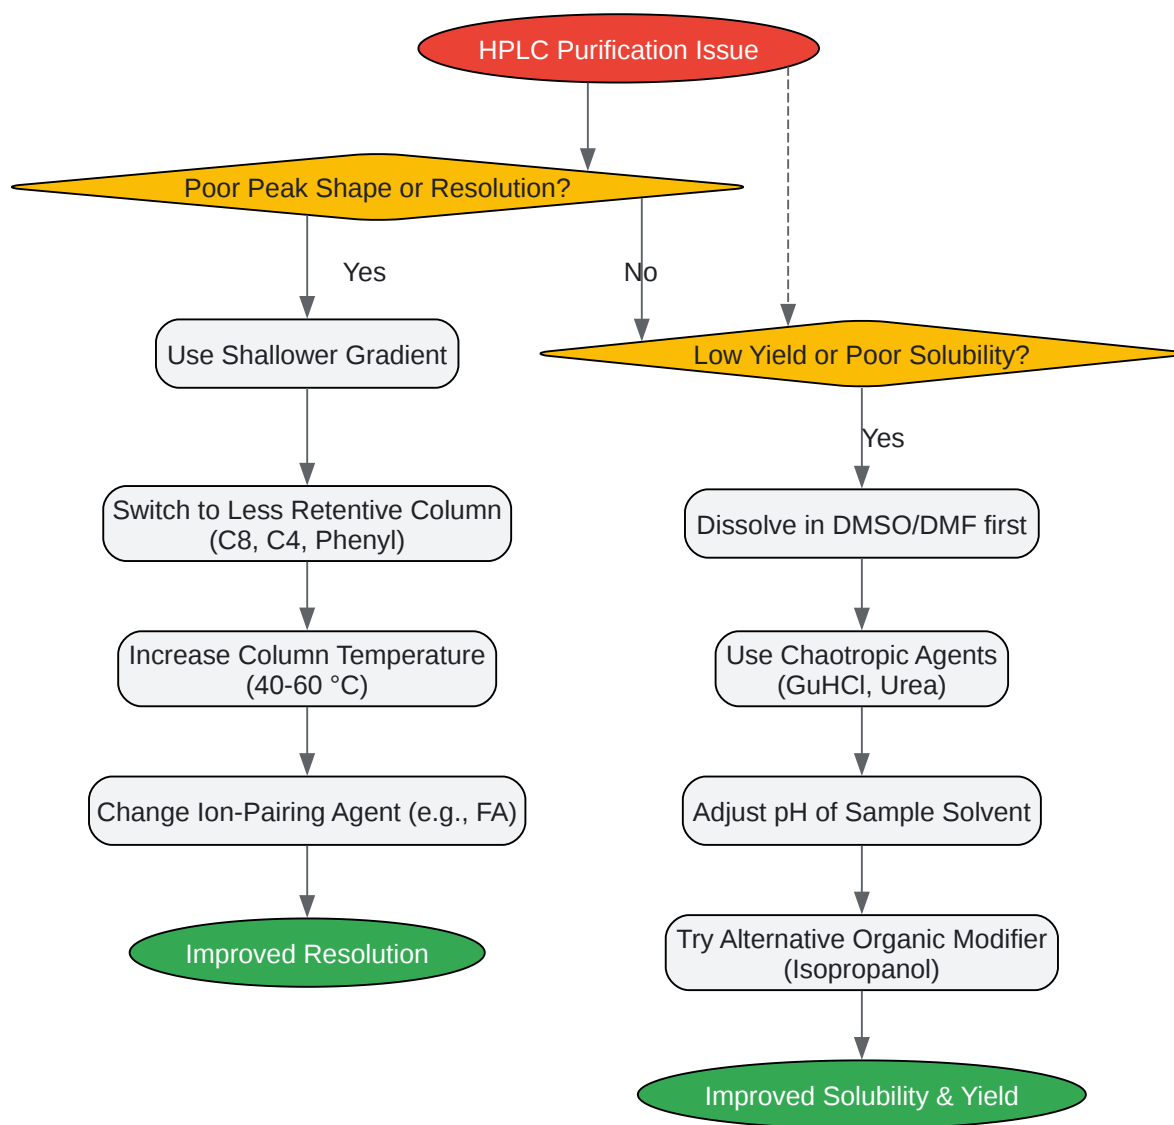 HPLC Purification Issue
Poor Peak Shape or Resolution?
Yes
No
Use Shallower Gradient
Low Yield or Poor Solubility?
Yes
Switch to Less Retentive Column
(C8, C4, Phenyl)
Dissolve in DMSO/DMF first
Increase Column Temperature
(40-60 °C)
Use Chaotropic Agents
(GuHCl, Urea)
Change Ion-Pairing Agent (e.g., FA)
Adjust pH of Sample Solvent
Improved Resolution
Try Alternative Organic Modifier
(Isopropanol)
Improved Solubility & Yield